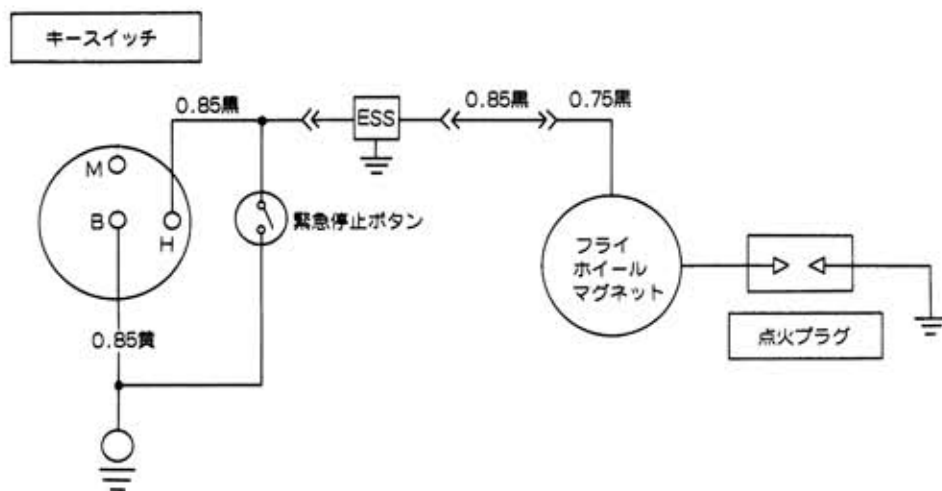 キースイッチ
0.85黒
ESS
0.85黒
0.75黒
M
B
H
緊急停止ボタン
フライ
ホイール
マグネット
0.85黄
点火プラグ